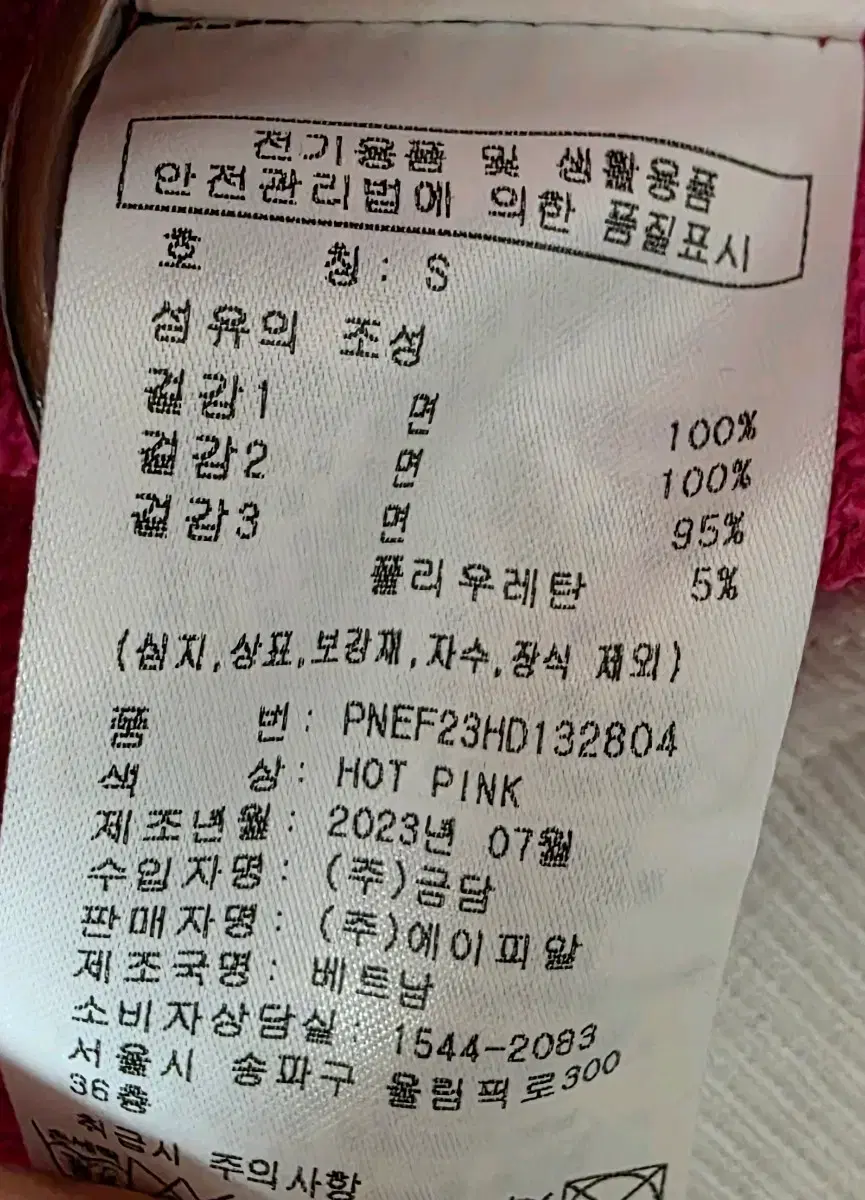 전기용품 및 생활용품
안전관리법에 의한 품질표시
호 칭: S
섬유의 조성
겉감1 면 100%
겉감2 면 100%
겉감3 면 95%
폴리우레탄 5%
(심지,상표,보강재,자수,장식 제외)
품 번: PNEF23HD132804
색 상: HOT PINK
제조년월: 2023년 07월
수입자명: (주)금담
판매자명: (주)에이피알
제조국명: 베트남
소비자상담실: 1544-2083
서울시 송파구 올림픽로300
36층
취급시 주의사항